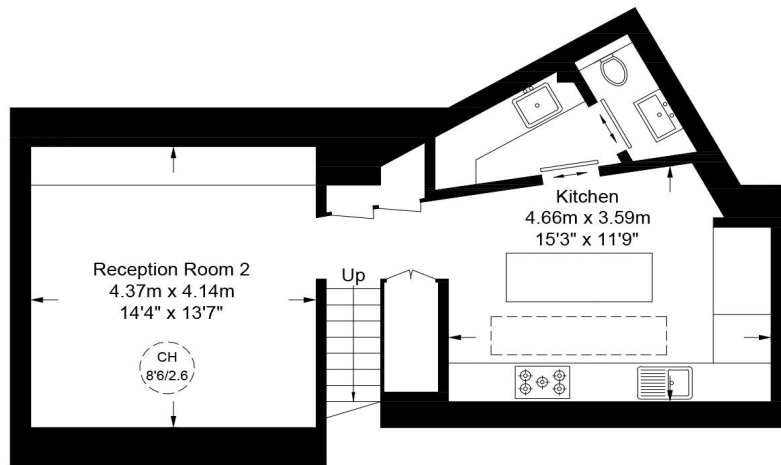 Kitchen
4.66m x 3.59m
15'3" x 11'9"
Reception Room 2
4.37m x 4.14m
14'4" x 13'7"
Up
CH
8'6/2.6